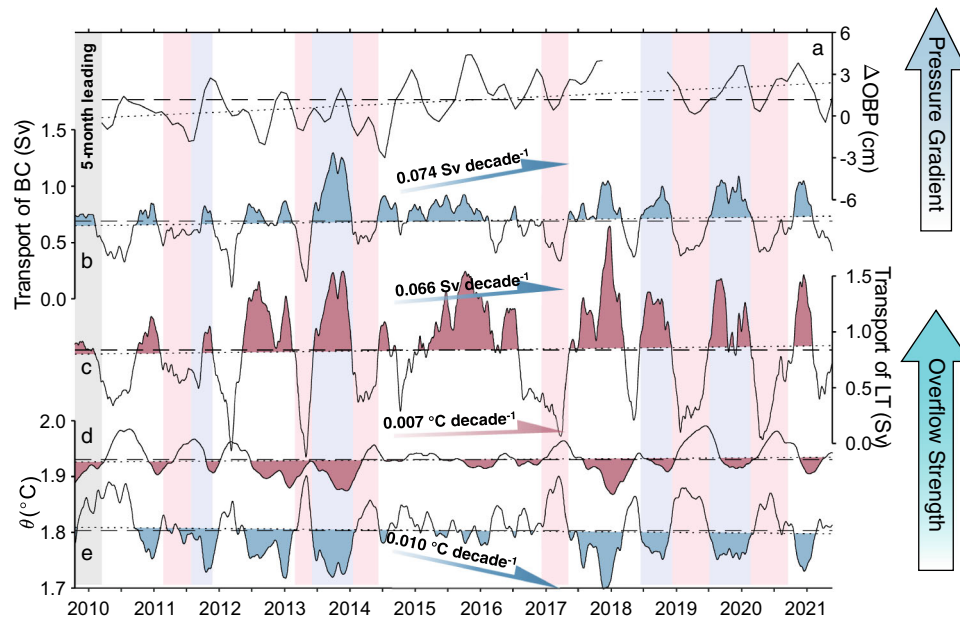 a
6
3
0
-3
-6
ΔOBP (cm)
Pressure Gradient
5-month leading
1.5
1.0
0.5
0.0
Transport of BC (Sv)
0.074 Sv decade-1
b
0.066 Sv decade-1
1.5
1.0
0.5
0.0
Transport of LT (Sv)
Overflow Strength
c
0.007 °C decade-1
2.0
1.9
1.8
1.7
θ(°C)
d
0.010 °C decade-1
e
2010 2011 2012 2013 2014 2015 2016 2017 2018 2019 2020 2021